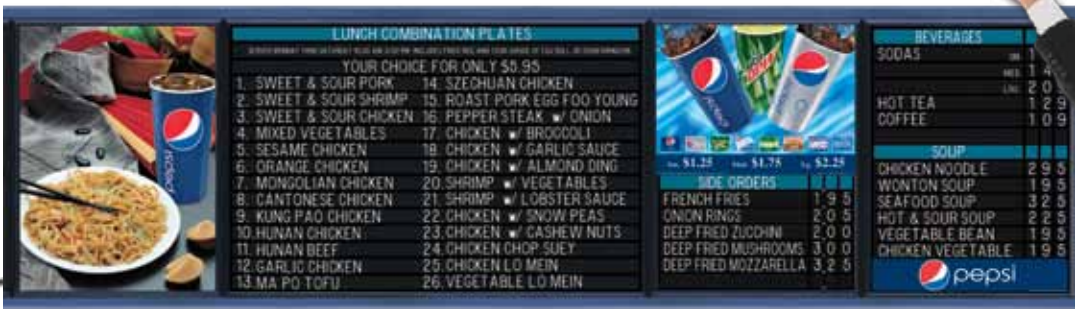 pepsi
LUNCH COMBINATION PLATES
YOUR CHOICE FOR ONLY $5.95
1. SWEET & SOUR PORK
2. SWEET & SOUR SHRIMP
3. SWEET & SOUR CHICKEN
4. MIXED VEGETABLES
5. SESAME CHICKEN
6. ORANGE CHICKEN
7. MONGOLIAN CHICKEN
8. CANTONESE CHICKEN
9. KUNG PAO CHICKEN
10. HUNAN CHICKEN
11. HUNAN BEEF
12. GARLIC CHICKEN
13. MA PO TOFU
14. SZECHUAN CHICKEN
15. ROAST PORK EGG FOO YOUNG
16. PEPPER STEAK w/ ONION
17. CHICKEN w/ BROCCOLI
18. CHICKEN w/ GARLIC SAUCE
19. CHICKEN w/ ALMOND DING
20. SHRIMP w/ VEGETABLES
21. SHRIMP w/ LOBSTER SAUCE
22. CHICKEN w/ SNOW PEAS
23. CHICKEN w/ CASHEW NUTS
24. CHICKEN CHOP SUEY
25. CHICKEN LO MEIN
26. VEGETABLE LO MEIN
$1.25 $1.75 $2.25
SIDE ORDERS
FRENCH FRIES 1 9 5
ONION RINGS 2 0 5
DEEP FRIED ZUCCHINI 2 0 0
DEEP FRIED MUSHROOMS 3 0 0
DEEP FRIED MOZZARELLA 3 2 5
BEVERAGES
SODAS
HOT TEA 1 2 9
COFFEE 1 0 9
SOUP
CHICKEN NOODLE 2 9 5
WONTON SOUP 1 9 5
SEAFOOD SOUP 3 2 5
HOT & SOUR SOUP 2 2 5
VEGETABLE BEAN 1 9 5
CHICKEN VEGETABLE 1 9 5
pepsi